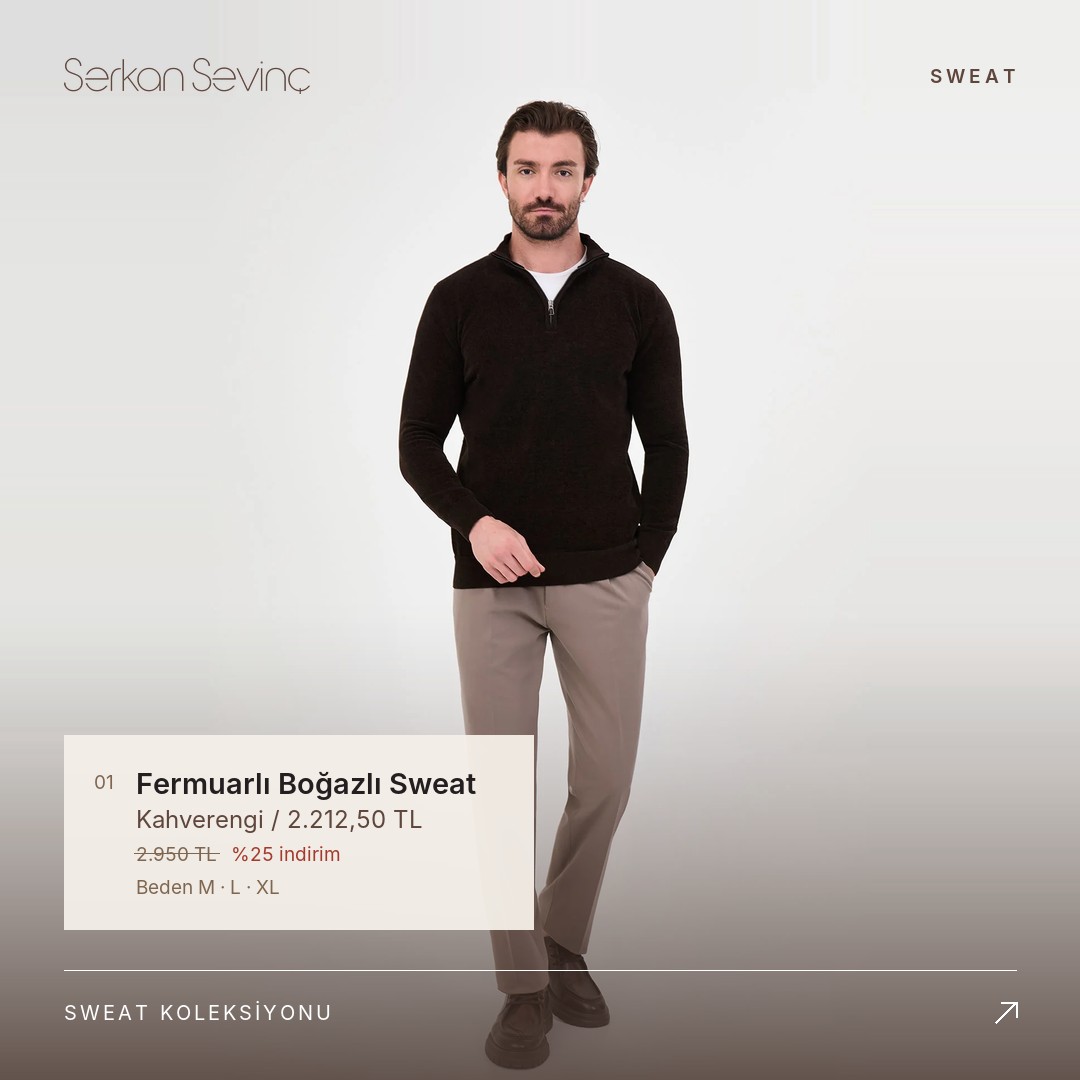 Serkan Sevinç
SWEAT
01
Fermuarlı Boğazlı Sweat
Kahverengi / 2.212,50 TL
2.950 TL %25 indirim
Beden M · L · XL
SWEAT KOLEKSİYONU